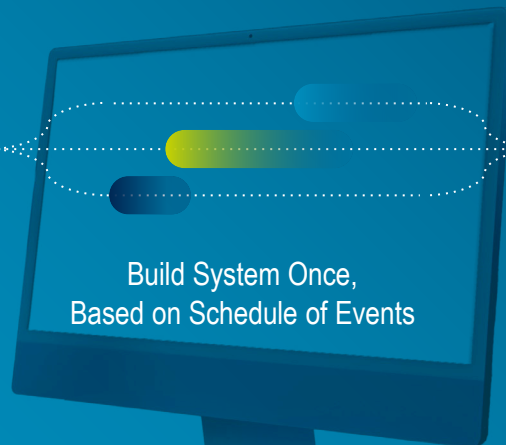 Build System Once,
Based on Schedule of Events